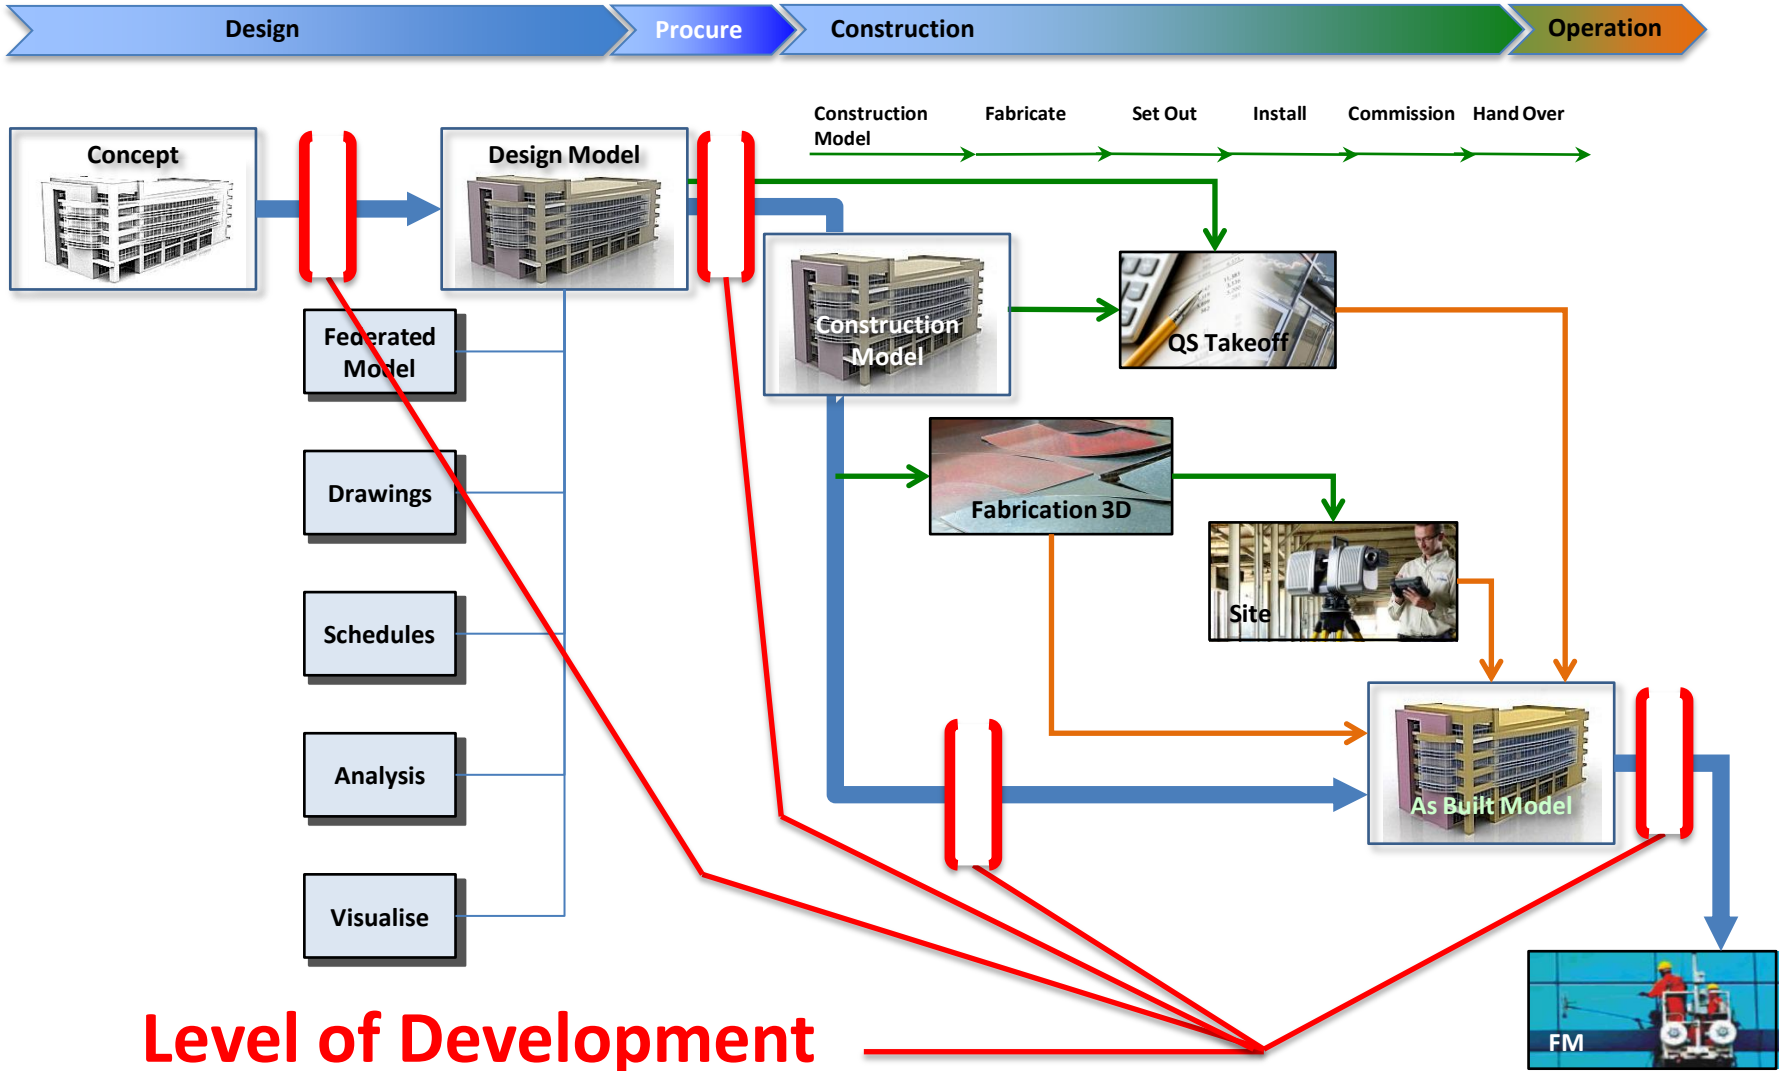 Design
Procure
Construction
Operation
Construction
Model
Fabricate
Set Out
Install
Commission
Hand Over
Concept
Design Model
Construction
Model
QS Takeoff
Federated
Model
Drawings
Fabrication 3D
Site
Schedules
Analysis
As Built Model
Visualise
Level of Development
FM